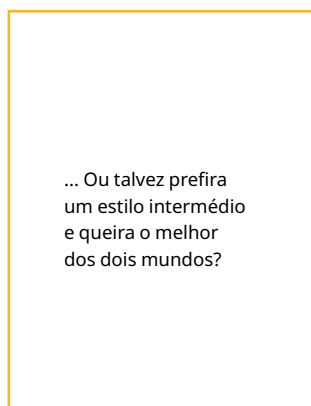 ... Ou talvez prefira
um estilo intermédio
e queira o melhor
dos dois mundos?